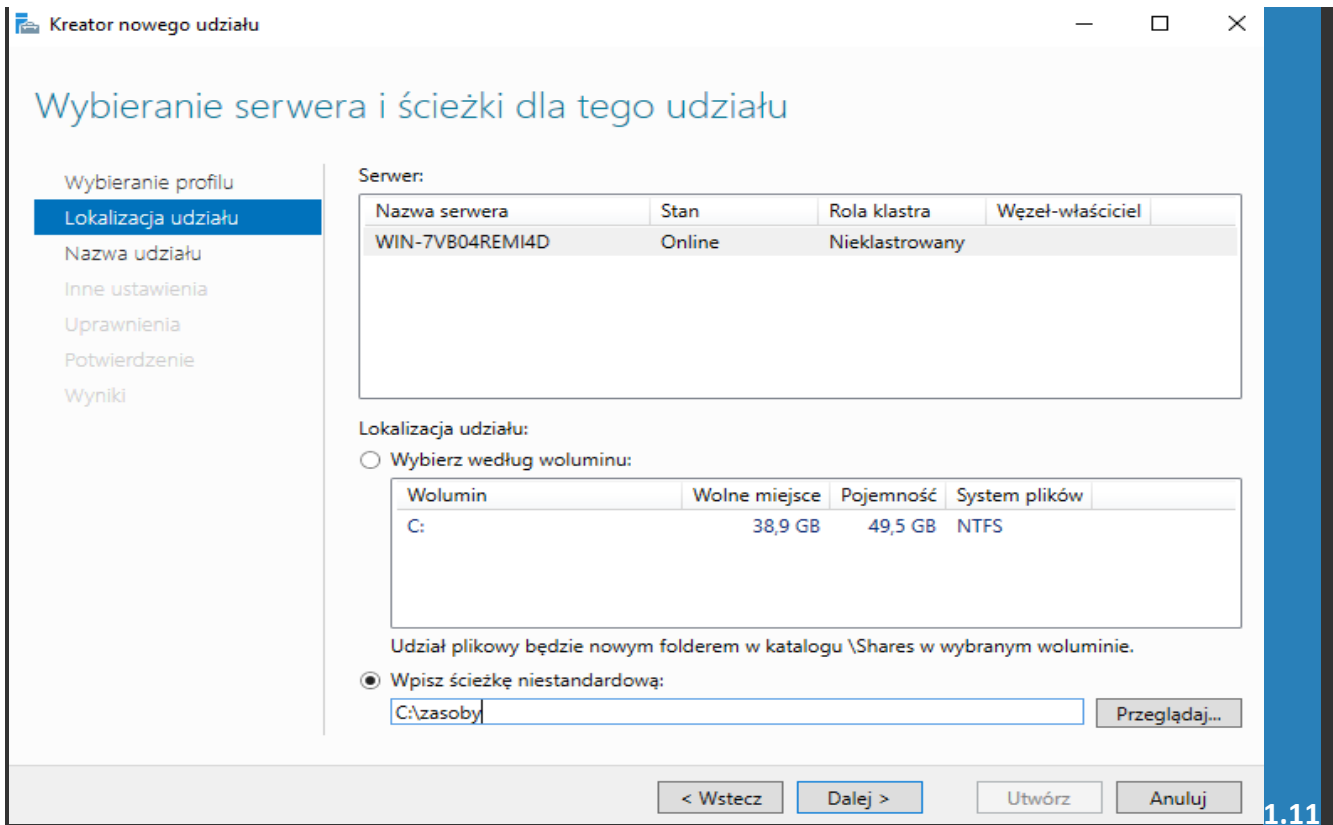 Kreator nowego udziału
Wybieranie serwera i ścieżki dla tego udziału
Wybieranie profilu
Lokalizacja udziału
Nazwa udziału
Inne ustawienia
Uprawnienia
Potwierdzenie
Wyniki
Serwer:
Nazwa serwera Stan Rola klastra Węzeł-właściciel
WIN-7VB04REMI4D Online Nieklastrowany
Lokalizacja udziału:
Wybierz według woluminu:
Wolumin Wolne miejsce Pojemność System plików
C: 38,9 GB 49,5 GB NTFS
Udział plikowy będzie nowym folderem w katalogu \Shares w wybranym woluminie.
Wpisz ścieżkę niestandardową:
C:\zasoby Przeglądaj...
< Wstecz Dalej > Utwórz Anuluj
1.11